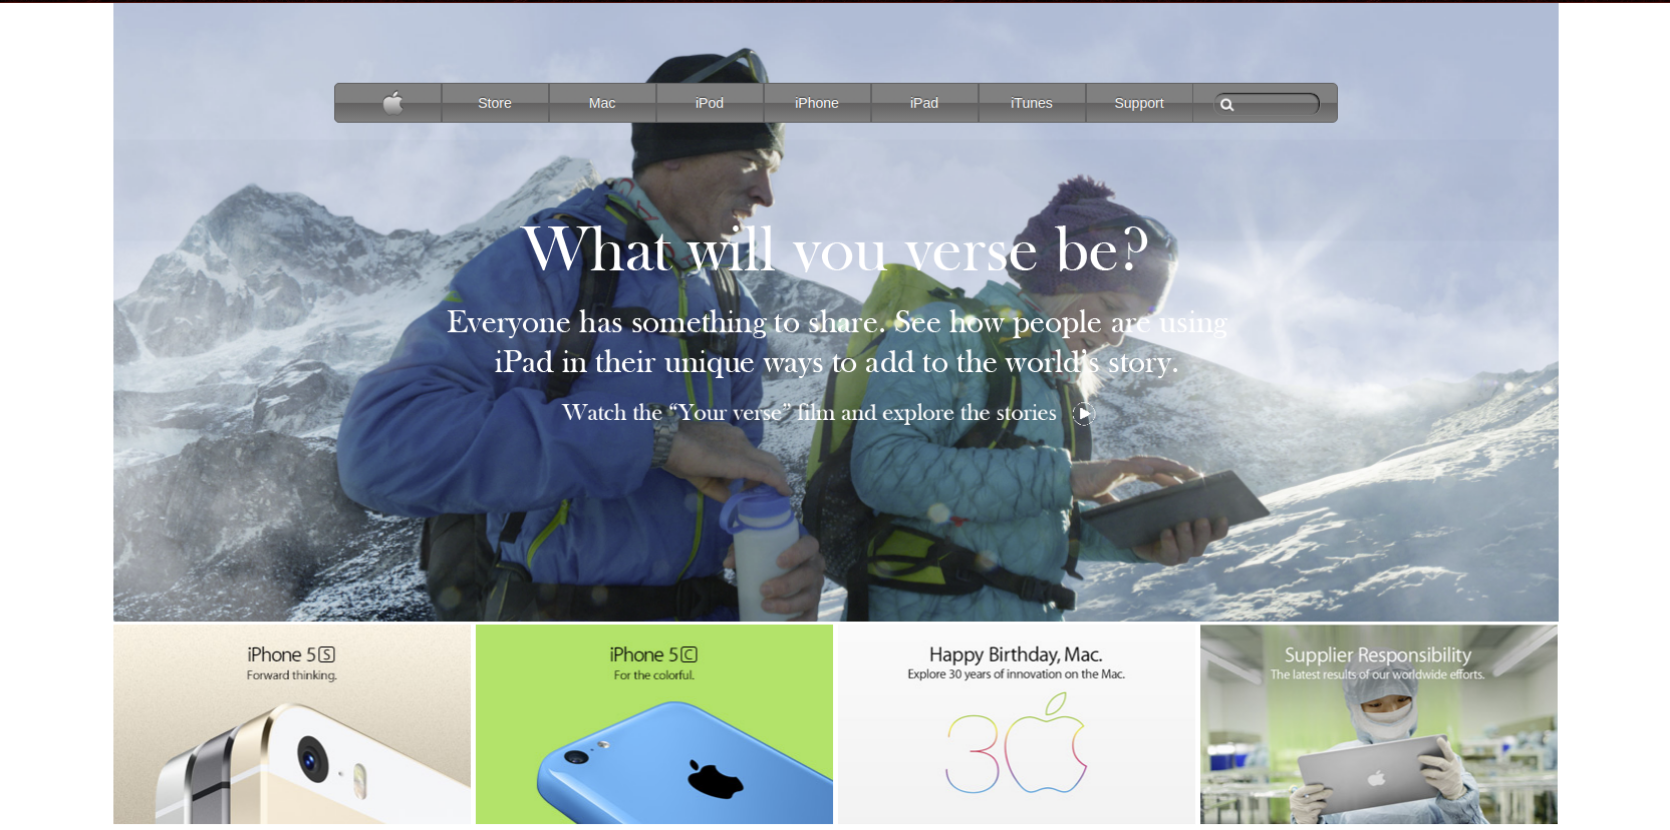 Store Mac iPod iPhone iPad iTunes Support
What will you verse be?
Everyone has something to share. See how people are using
iPad in their unique ways to add to the world's story.
Watch the “Your verse” film and explore the stories
iPhone 5S
Forward thinking.
iPhone 5C
For the colorful.
Happy Birthday, Mac.
Explore 30 years of innovation on the Mac.
30
Supplier Responsibility
The latest results of our worldwide efforts.